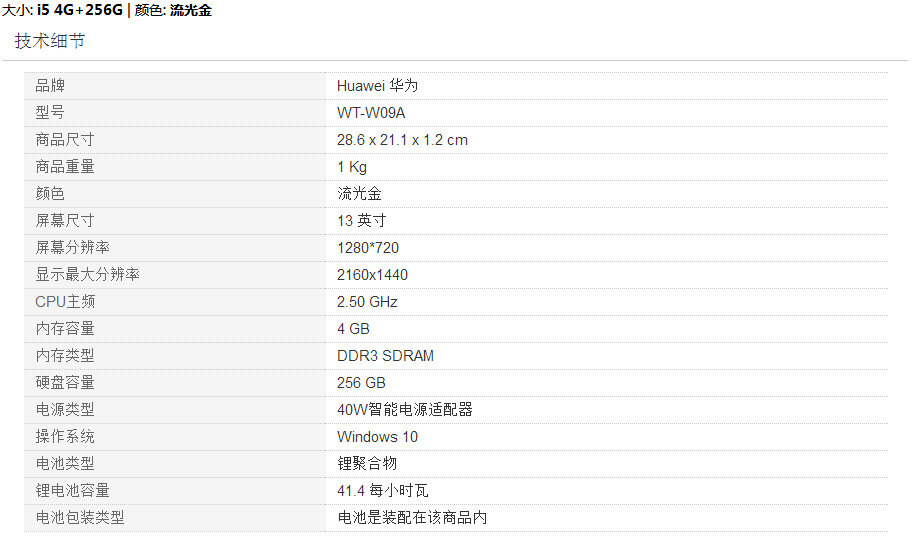 大小: i5 4G+256G | 颜色: 流光金
技术细节
品牌 Huawei 华为
型号 WT-W09A
商品尺寸 28.6 x 21.1 x 1.2 cm
商品重量 1 Kg
颜色 流光金
屏幕尺寸 13 英寸
屏幕分辨率 1280*720
显示最大分辨率 2160x1440
CPU主频 2.50 GHz
内存容量 4 GB
内存类型 DDR3 SDRAM
硬盘容量 256 GB
电源类型 40W智能电源适配器
操作系统 Windows 10
电池类型 锂聚合物
锂电池容量 41.4 每小时瓦
电池包装类型 电池是装配在该商品内